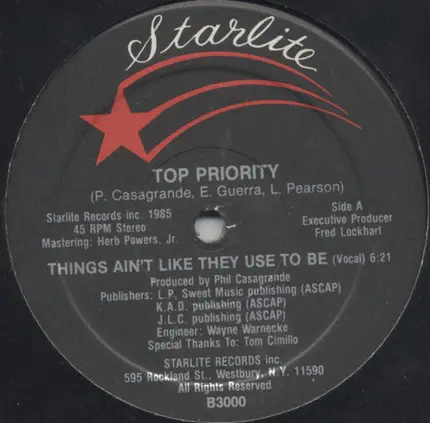 Starlite
TOP PRIORITY
(P. Casagrande, E. Guerra, L. Pearson)
Starlite Records inc. 1985
45 RPM Stereo
Mastering: Herb Powers, Jr.
Side A
Executive Producer
Fred Lockhart
THINGS AIN'T LIKE THEY USE TO BE (Vocal) 6:21
Produced by Phil Casagrande
Publishers: L.P. Sweet Music publishing (ASCAP)
K.A.D. publishing (ASCAP)
J.L.C. publishing (ASCAP)
Engineer: Wayne Warnecke
Special Thanks To: Tom Cimillo
STARLITE RECORDS inc.
595 Rockland St., Westbury, N.Y. 11590
All Rights Reserved
B3000